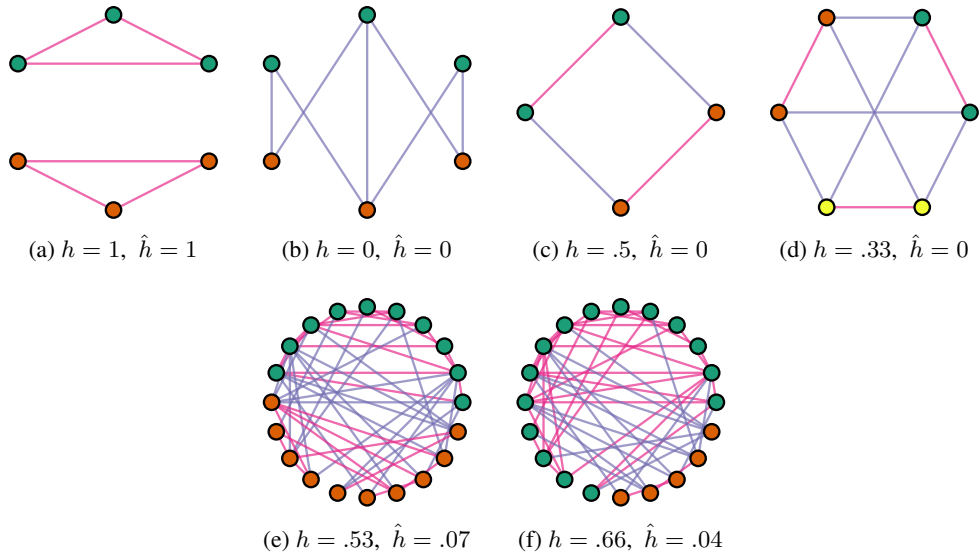 (a) h = 1, ĥ = 1
(b) h = 0, ĥ = 0
(c) h = .5, ĥ = 0
(d) h = .33, ĥ = 0
(e) h = .53, ĥ = .07
(f) h = .66, ĥ = .04